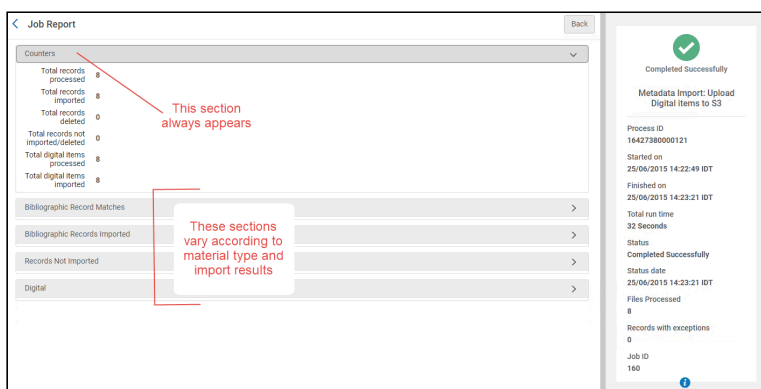 Job Report
Back
Counters
Total records
processed
8
Total records
imported
8
Total records
deleted
0
Total records not
imported/deleted
0
Total digital items
processed
8
Total digital items
imported
8
This section
always appears
Bibliographic Record Matches
Bibliographic Records Imported
Records Not Imported
Digital
These sections
vary according to
material type and
import results
Completed Successfully
Metadata Import: Upload
Digital items to S3
Process ID
16427380000121
Started on
25/06/2015 14:22:49 IDT
Finished on
25/06/2015 14:23:21 IDT
Total run time
32 Seconds
Status
Completed Successfully
Status date
25/06/2015 14:23:21 IDT
Files Processed
8
Records with exceptions
0
Job ID
160